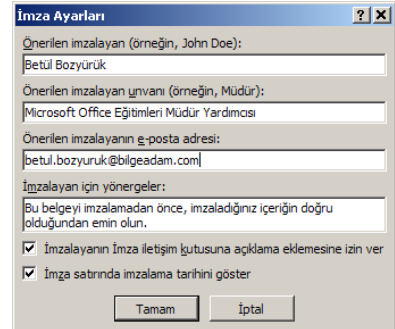 İmza Ayarları
Önerilen imzalayan (örneğin, John Doe):
Betül Bozyürük
Önerilen imzalayan unvanı (örneğin, Müdür):
Microsoft Office Eğitimleri Müdür Yardımcısı
Önerilen imzalayanın e-posta adresi:
betul.bozyuruk@bilgeadam.com
İmzalayan için yönergeler:
Bu belgeyi imzalamadan önce, imzaladığınız içeriğin doğru
olduğundan emin olun.
İmzalayanın İmza iletişim kutusuna açıklama eklemesine izin ver
İmza satırında imzalama tarihini göster
Tamam İptal